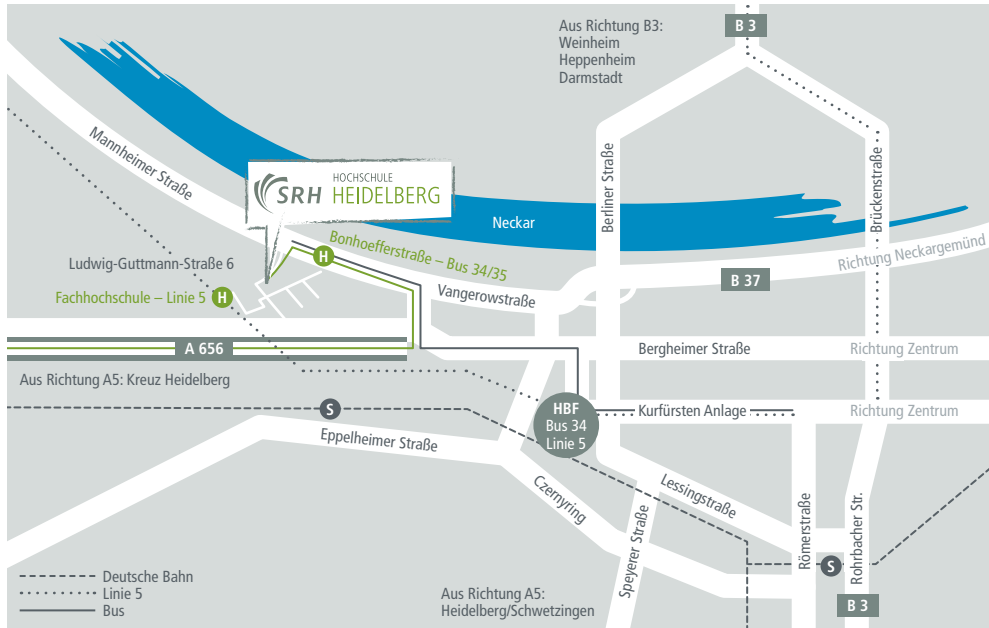 Aus Richtung B3:
Weinheim
Heppenheim
Darmstadt
B 3
Mannheimer Straße
SRH
HOCHSCHULE
HEIDELBERG
Neckar
Berliner Straße
Brückenstraße
Richtung Neckargemünd
B 37
H
Bonhoefferstraße – Bus 34/35
Ludwig-Guttmann-Straße 6
Fachhochschule – Linie 5
H
Vangerowstraße
A 656
Bergheimer Straße
Richtung Zentrum
Aus Richtung A5: Kreuz Heidelberg
S
HBF
Bus 34
Linie 5
Kurfürsten Anlage
Richtung Zentrum
Eppelheimer Straße
Czernyring
Lessingstraße
Speyerer Straße
Römerstraße
Rohrbacher Str.
S
B 3
Deutsche Bahn
Linie 5
Bus
Aus Richtung A5:
Heidelberg/Schwetzingen